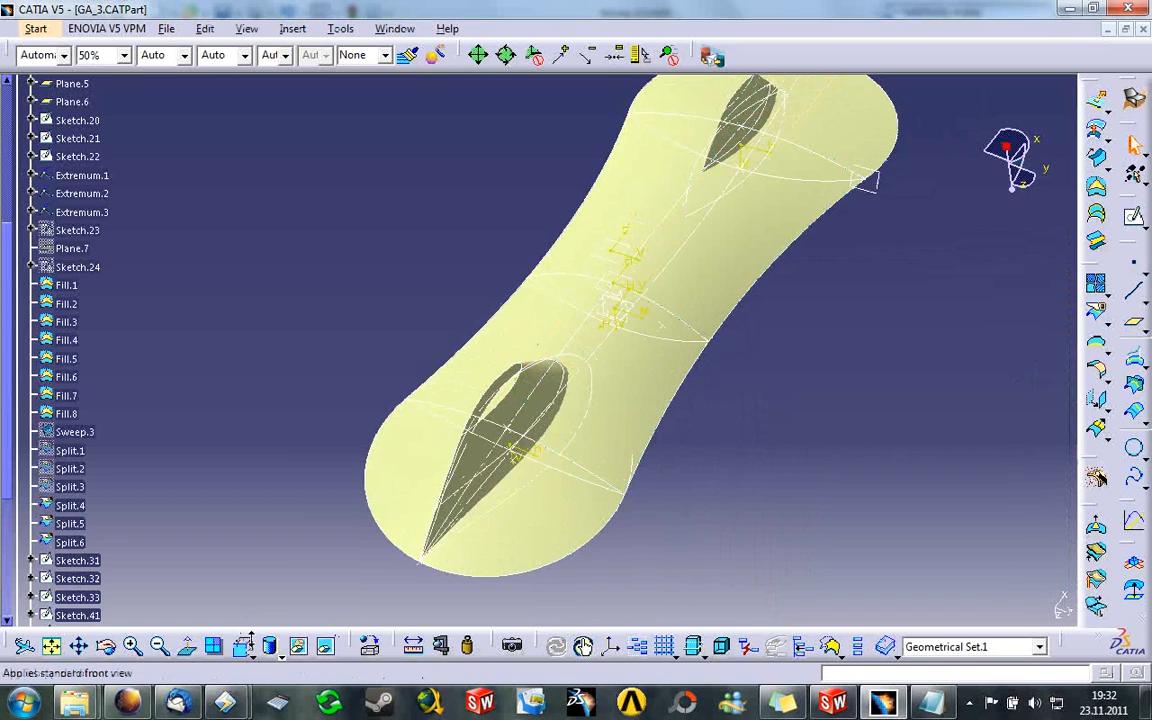 CATIA V5 - [GA_3.CATPart]
Start ENOVIA V5 VPM File Edit View Insert Tools Window Help
Automa 50% Auto Auto Aut Aut None
Plane.5
Plane.6
Sketch.20
Sketch.21
Sketch.22
Extremum.1
Extremum.2
Extremum.3
Sketch.23
Plane.7
Sketch.24
Fill.1
Fill.2
Fill.3
Fill.4
Fill.5
Fill.6
Fill.7
Fill.8
Sweep.3
Split.1
Split.2
Split.3
Split.4
Split.5
Split.6
Sketch.31
Sketch.32
Sketch.33
Sketch.41
x
y
Geometrical Set.1
CATIA
Applies standard front view
19:32
23.11.2011